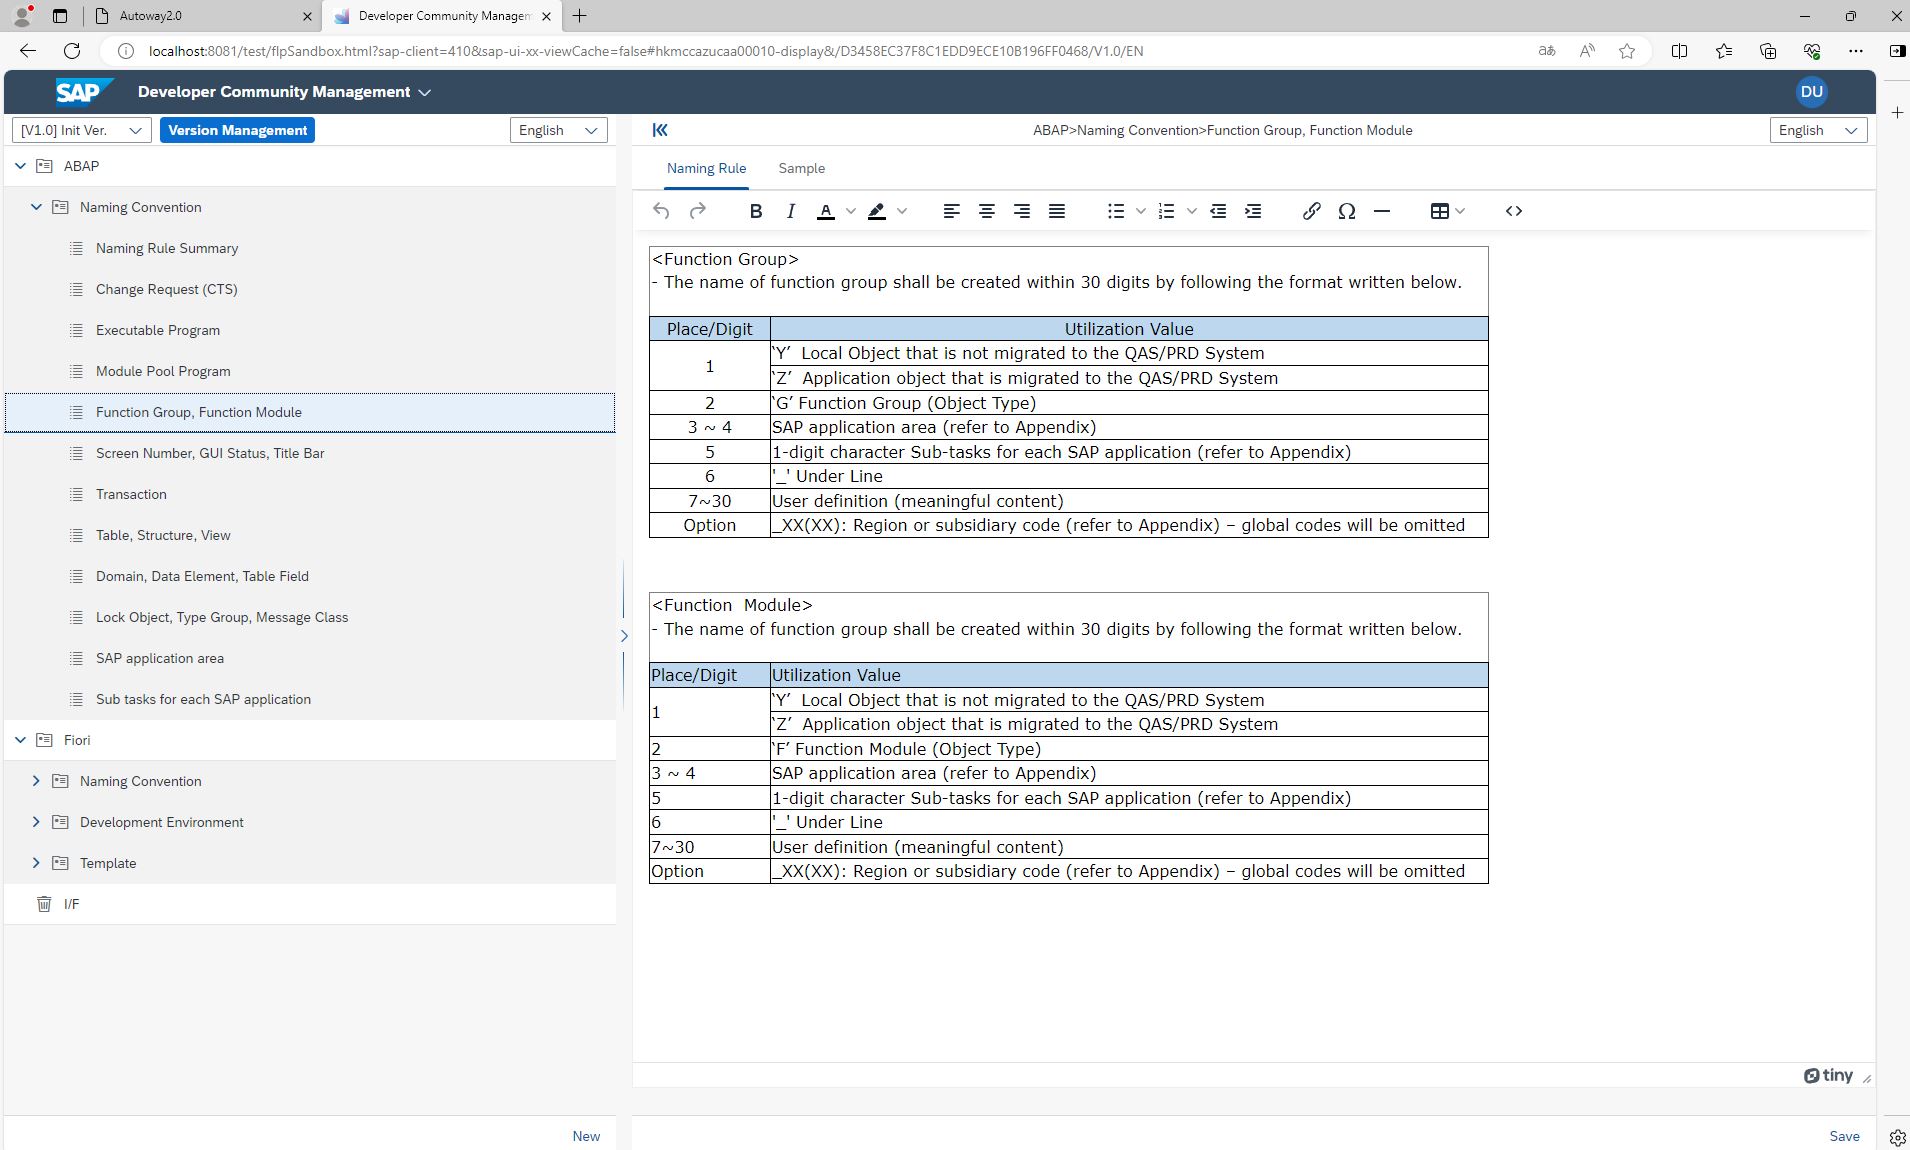 Autoway2.0
Developer Community Managem
localhost:8081/test/flpSandbox.html?sap-client=410&sap-ui-xx-viewCache=false#hkmccazucaa00010-display&/D3458EC37F8C1EDD9ECE10B196FF0468/V1.0/EN
SAP Developer Community Management
DU
[V1.0] Init Ver.
Version Management
English
ABAP
Naming Convention
Naming Rule Summary
Change Request (CTS)
Executable Program
Module Pool Program
Function Group, Function Module
Screen Number, GUI Status, Title Bar
Transaction
Table, Structure, View
Domain, Data Element, Table Field
Lock Object, Type Group, Message Class
SAP application area
Sub tasks for each SAP application
Fiori
Naming Convention
Development Environment
Template
I/F
New
ABAP>Naming Convention>Function Group, Function Module
English
Naming Rule
Sample
<Function Group>
- The name of function group shall be created within 30 digits by following the format written below.
Place/Digit Utilization Value
1 ‘Y’ Local Object that is not migrated to the QAS/PRD System
‘Z’ Application object that is migrated to the QAS/PRD System
2 ‘G’ Function Group (Object Type)
3 ~ 4 SAP application area (refer to Appendix)
5 1-digit character Sub-tasks for each SAP application (refer to Appendix)
6 '_' Under Line
7~30 User definition (meaningful content)
Option _XX(XX): Region or subsidiary code (refer to Appendix) – global codes will be omitted
<Function Module>
- The name of function group shall be created within 30 digits by following the format written below.
Place/Digit Utilization Value
1 ‘Y’ Local Object that is not migrated to the QAS/PRD System
‘Z’ Application object that is migrated to the QAS/PRD System
2 ‘F’ Function Module (Object Type)
3 ~ 4 SAP application area (refer to Appendix)
5 1-digit character Sub-tasks for each SAP application (refer to Appendix)
6 '_' Under Line
7~30 User definition (meaningful content)
Option _XX(XX): Region or subsidiary code (refer to Appendix) – global codes will be omitted
tiny
Save